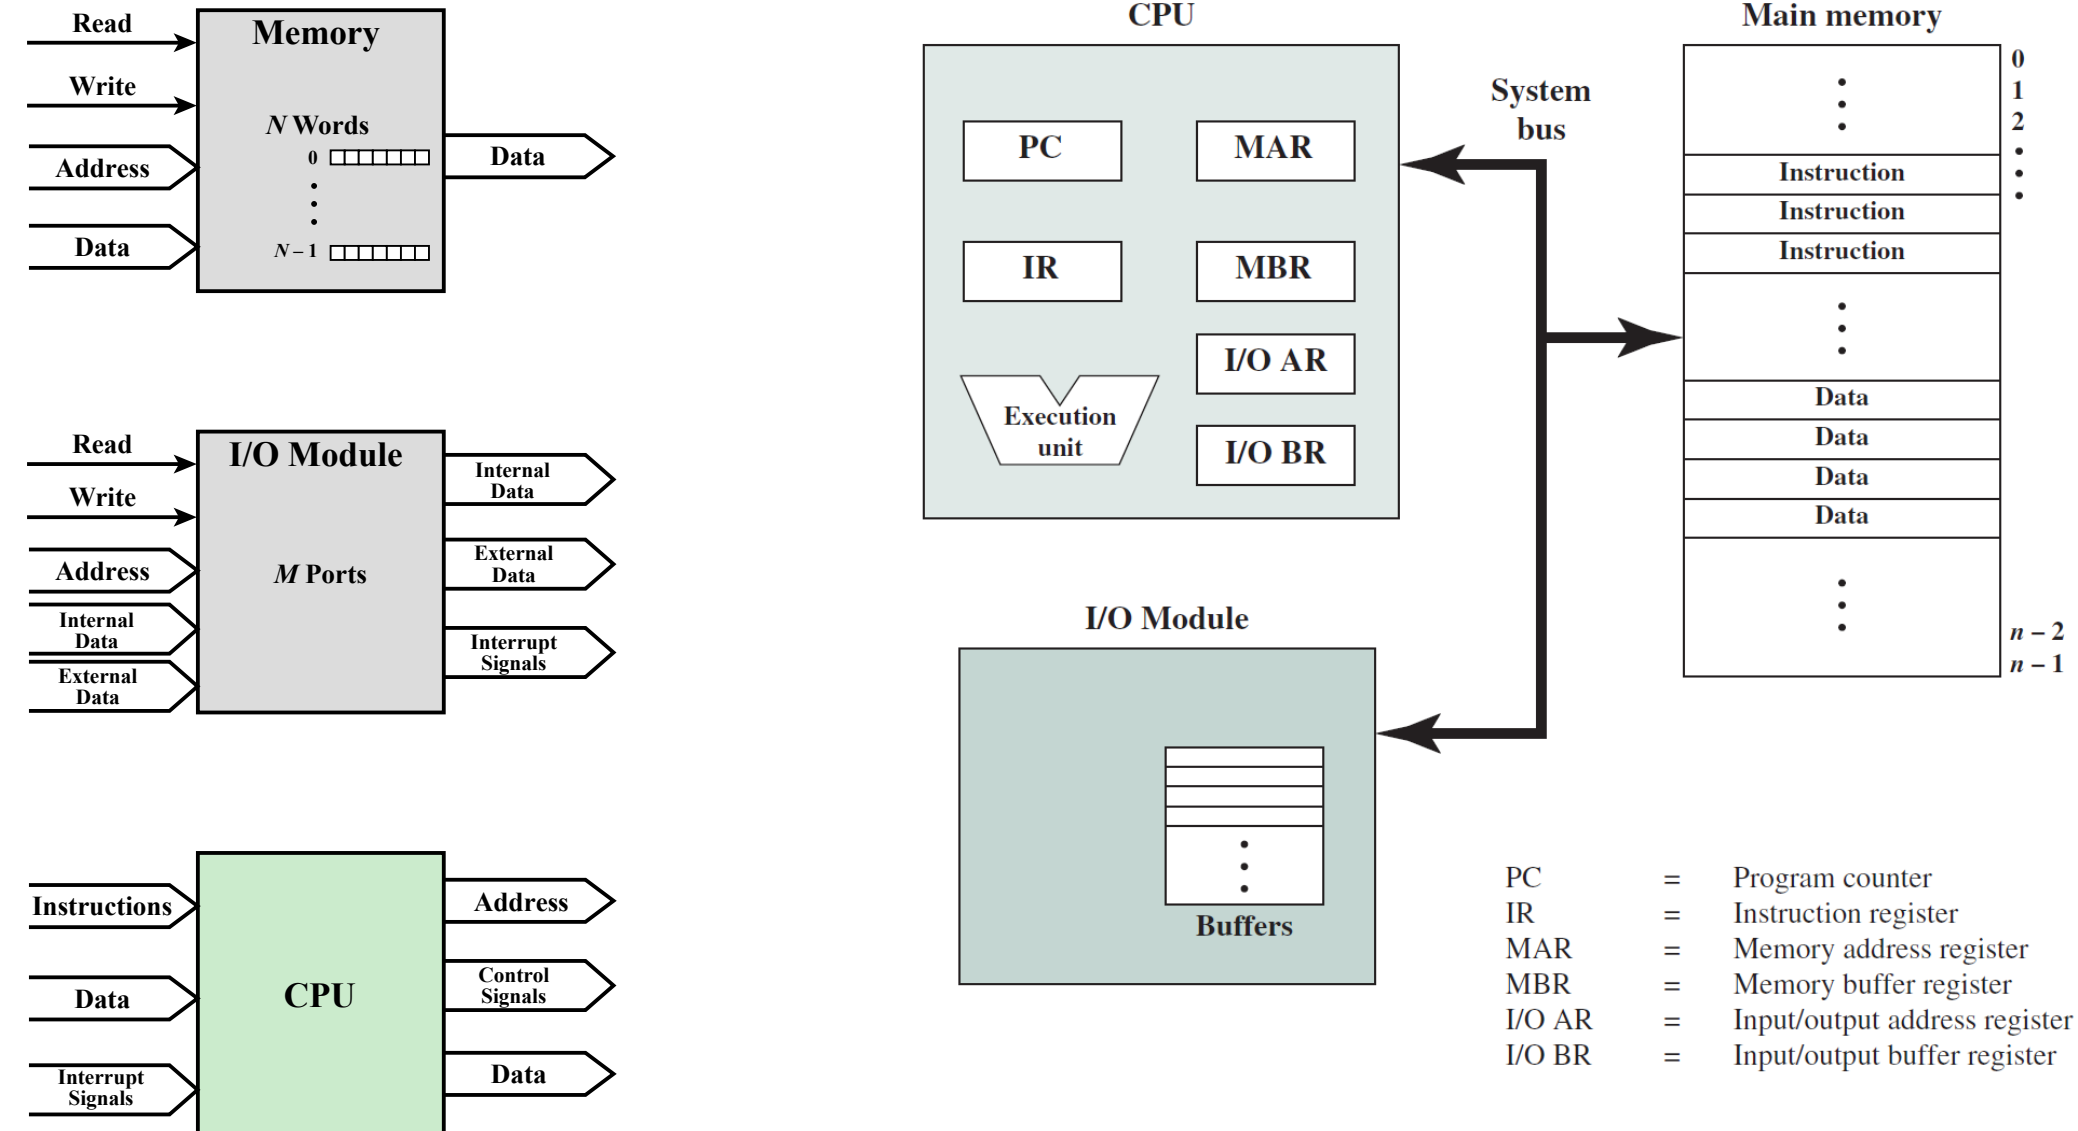 Memory
Read
Write
Address
Data
N Words
0
N – 1
Data
I/O Module
Read
Write
Address
Internal
Data
External
Data
M Ports
Internal
Data
External
Data
Interrupt
Signals
CPU
Instructions
Data
Interrupt
Signals
Address
Control
Signals
Data
CPU
PC
MAR
IR
MBR
I/O AR
I/O BR
Execution
unit
System
bus
Main memory
0
1
2
Instruction
Instruction
Instruction
Data
Data
Data
Data
n – 2
n – 1
I/O Module
Buffers
PC = Program counter
IR = Instruction register
MAR = Memory address register
MBR = Memory buffer register
I/O AR = Input/output address register
I/O BR = Input/output buffer register